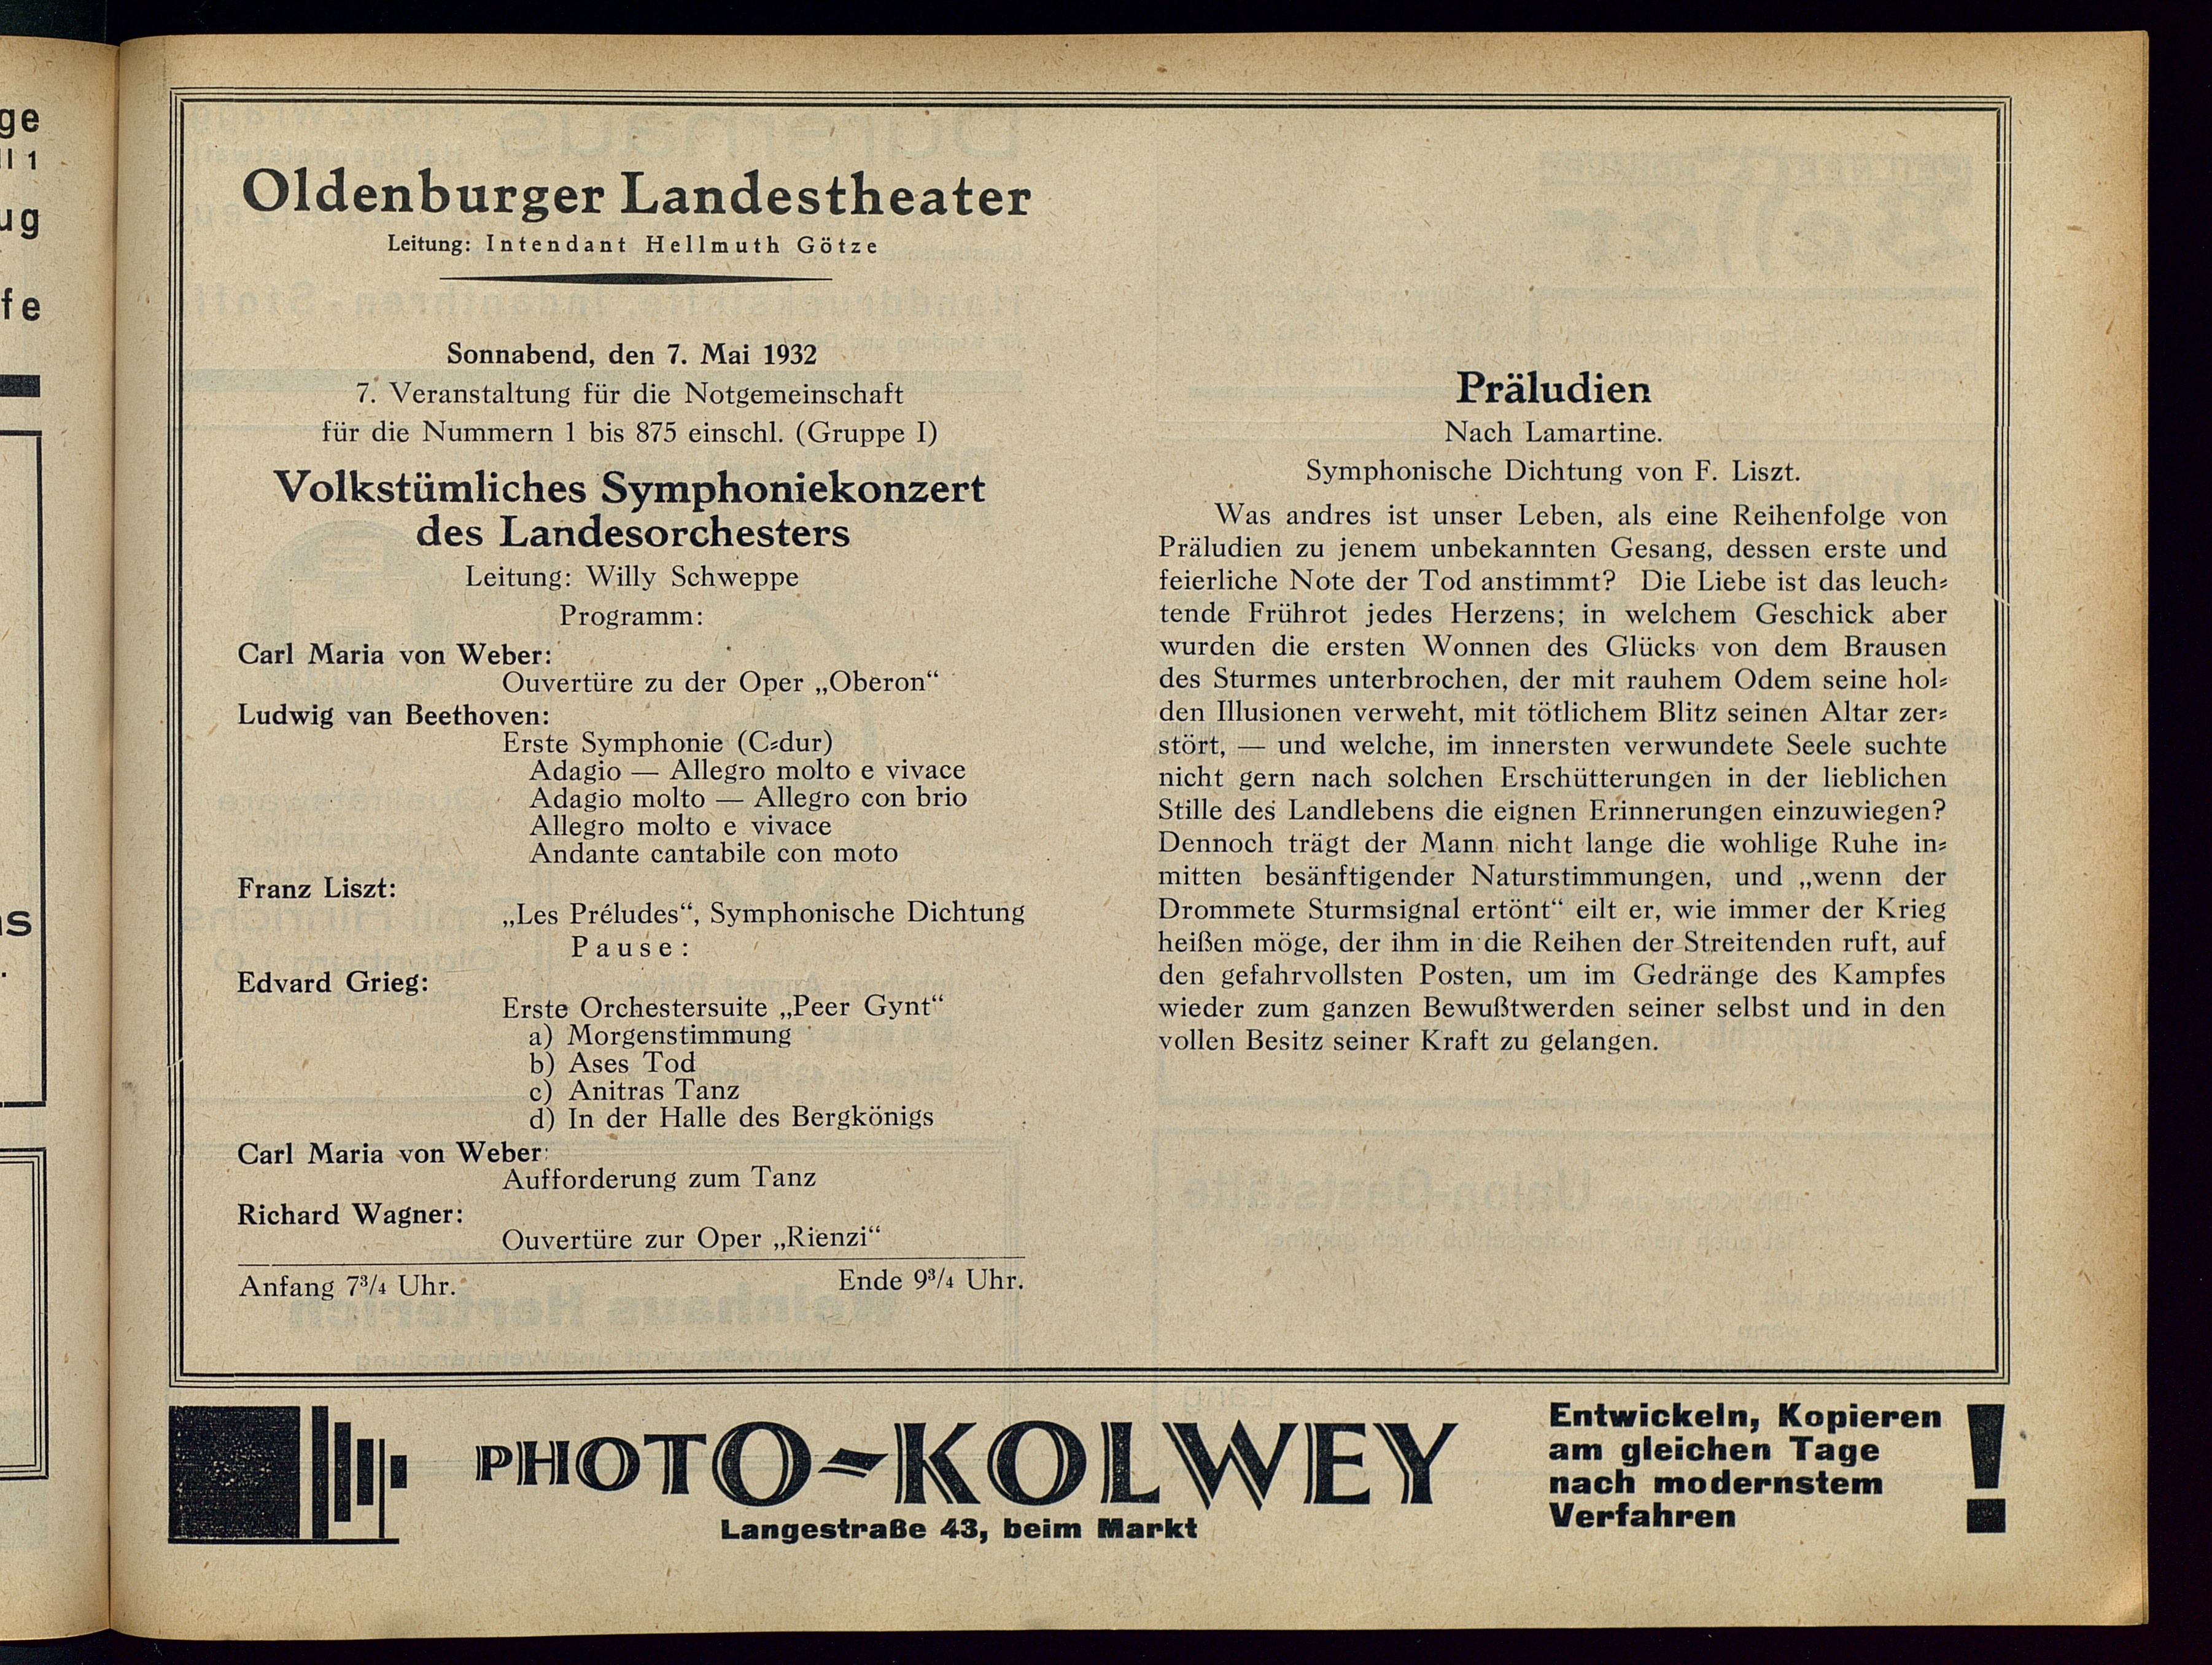 ge
ll 1
ug
fe
s
Oldenburger Landestheater
Leitung: Intendant Hellmuth Götze
Sonnabend, den 7. Mai 1932
7. Veranstaltung für die Notgemeinschaft
für die Nummern 1 bis 875 einschl. (Gruppe I)
Volkstümliches Symphoniekonzert
des Landesorchesters
Leitung: Willy Schweppe
Programm:
Carl Maria von Weber:
Ouvertüre zu der Oper „Oberon“
Ludwig van Beethoven:
Erste Symphonie (C-dur)
Adagio — Allegro molto e vivace
Adagio molto — Allegro con brio
Allegro molto e vivace
Andante cantabile con moto
Franz Liszt:
„Les Préludes“, Symphonische Dichtung
Pause:
Edvard Grieg:
Erste Orchestersuite „Peer Gynt“
a) Morgenstimmung
b) Ases Tod
c) Anitras Tanz
d) In der Halle des Bergkönigs
Carl Maria von Weber:
Aufforderung zum Tanz
Richard Wagner:
Ouvertüre zur Oper „Rienzi“
Anfang 7¾ Uhr. Ende 9¾ Uhr.
Präludien
Nach Lamartine.
Symphonische Dichtung von F. Liszt.
Was andres ist unser Leben, als eine Reihenfolge von
Präludien zu jenem unbekannten Gesang, dessen erste und
feierliche Note der Tod anstimmt? Die Liebe ist das leuch-
tende Frührot jedes Herzens; in welchem Geschick aber
wurden die ersten Wonnen des Glücks von dem Brausen
des Sturmes unterbrochen, der mit rauhem Odem seine hol-
den Illusionen verweht, mit tötlichem Blitz seinen Altar zer-
stört, — und welche, im innersten verwundete Seele suchte
nicht gern nach solchen Erschütterungen in der lieblichen
Stille des Landlebens die eignen Erinnerungen einzuwiegen?
Dennoch trägt der Mann nicht lange die wohlige Ruhe in-
mitten besänftigender Naturstimmungen, und „wenn der
Drommete Sturmsignal ertönt“ eilt er, wie immer der Krieg
heißen möge, der ihm in die Reihen der Streitenden ruft, auf
den gefahrvollsten Posten, um im Gedränge des Kampfes
wieder zum ganzen Bewußtwerden seiner selbst und in den
vollen Besitz seiner Kraft zu gelangen.
PHOTO-KOLWEY
Langestraße 43, beim Markt
Entwickeln, Kopieren
am gleichen Tage
nach modernstem
Verfahren !